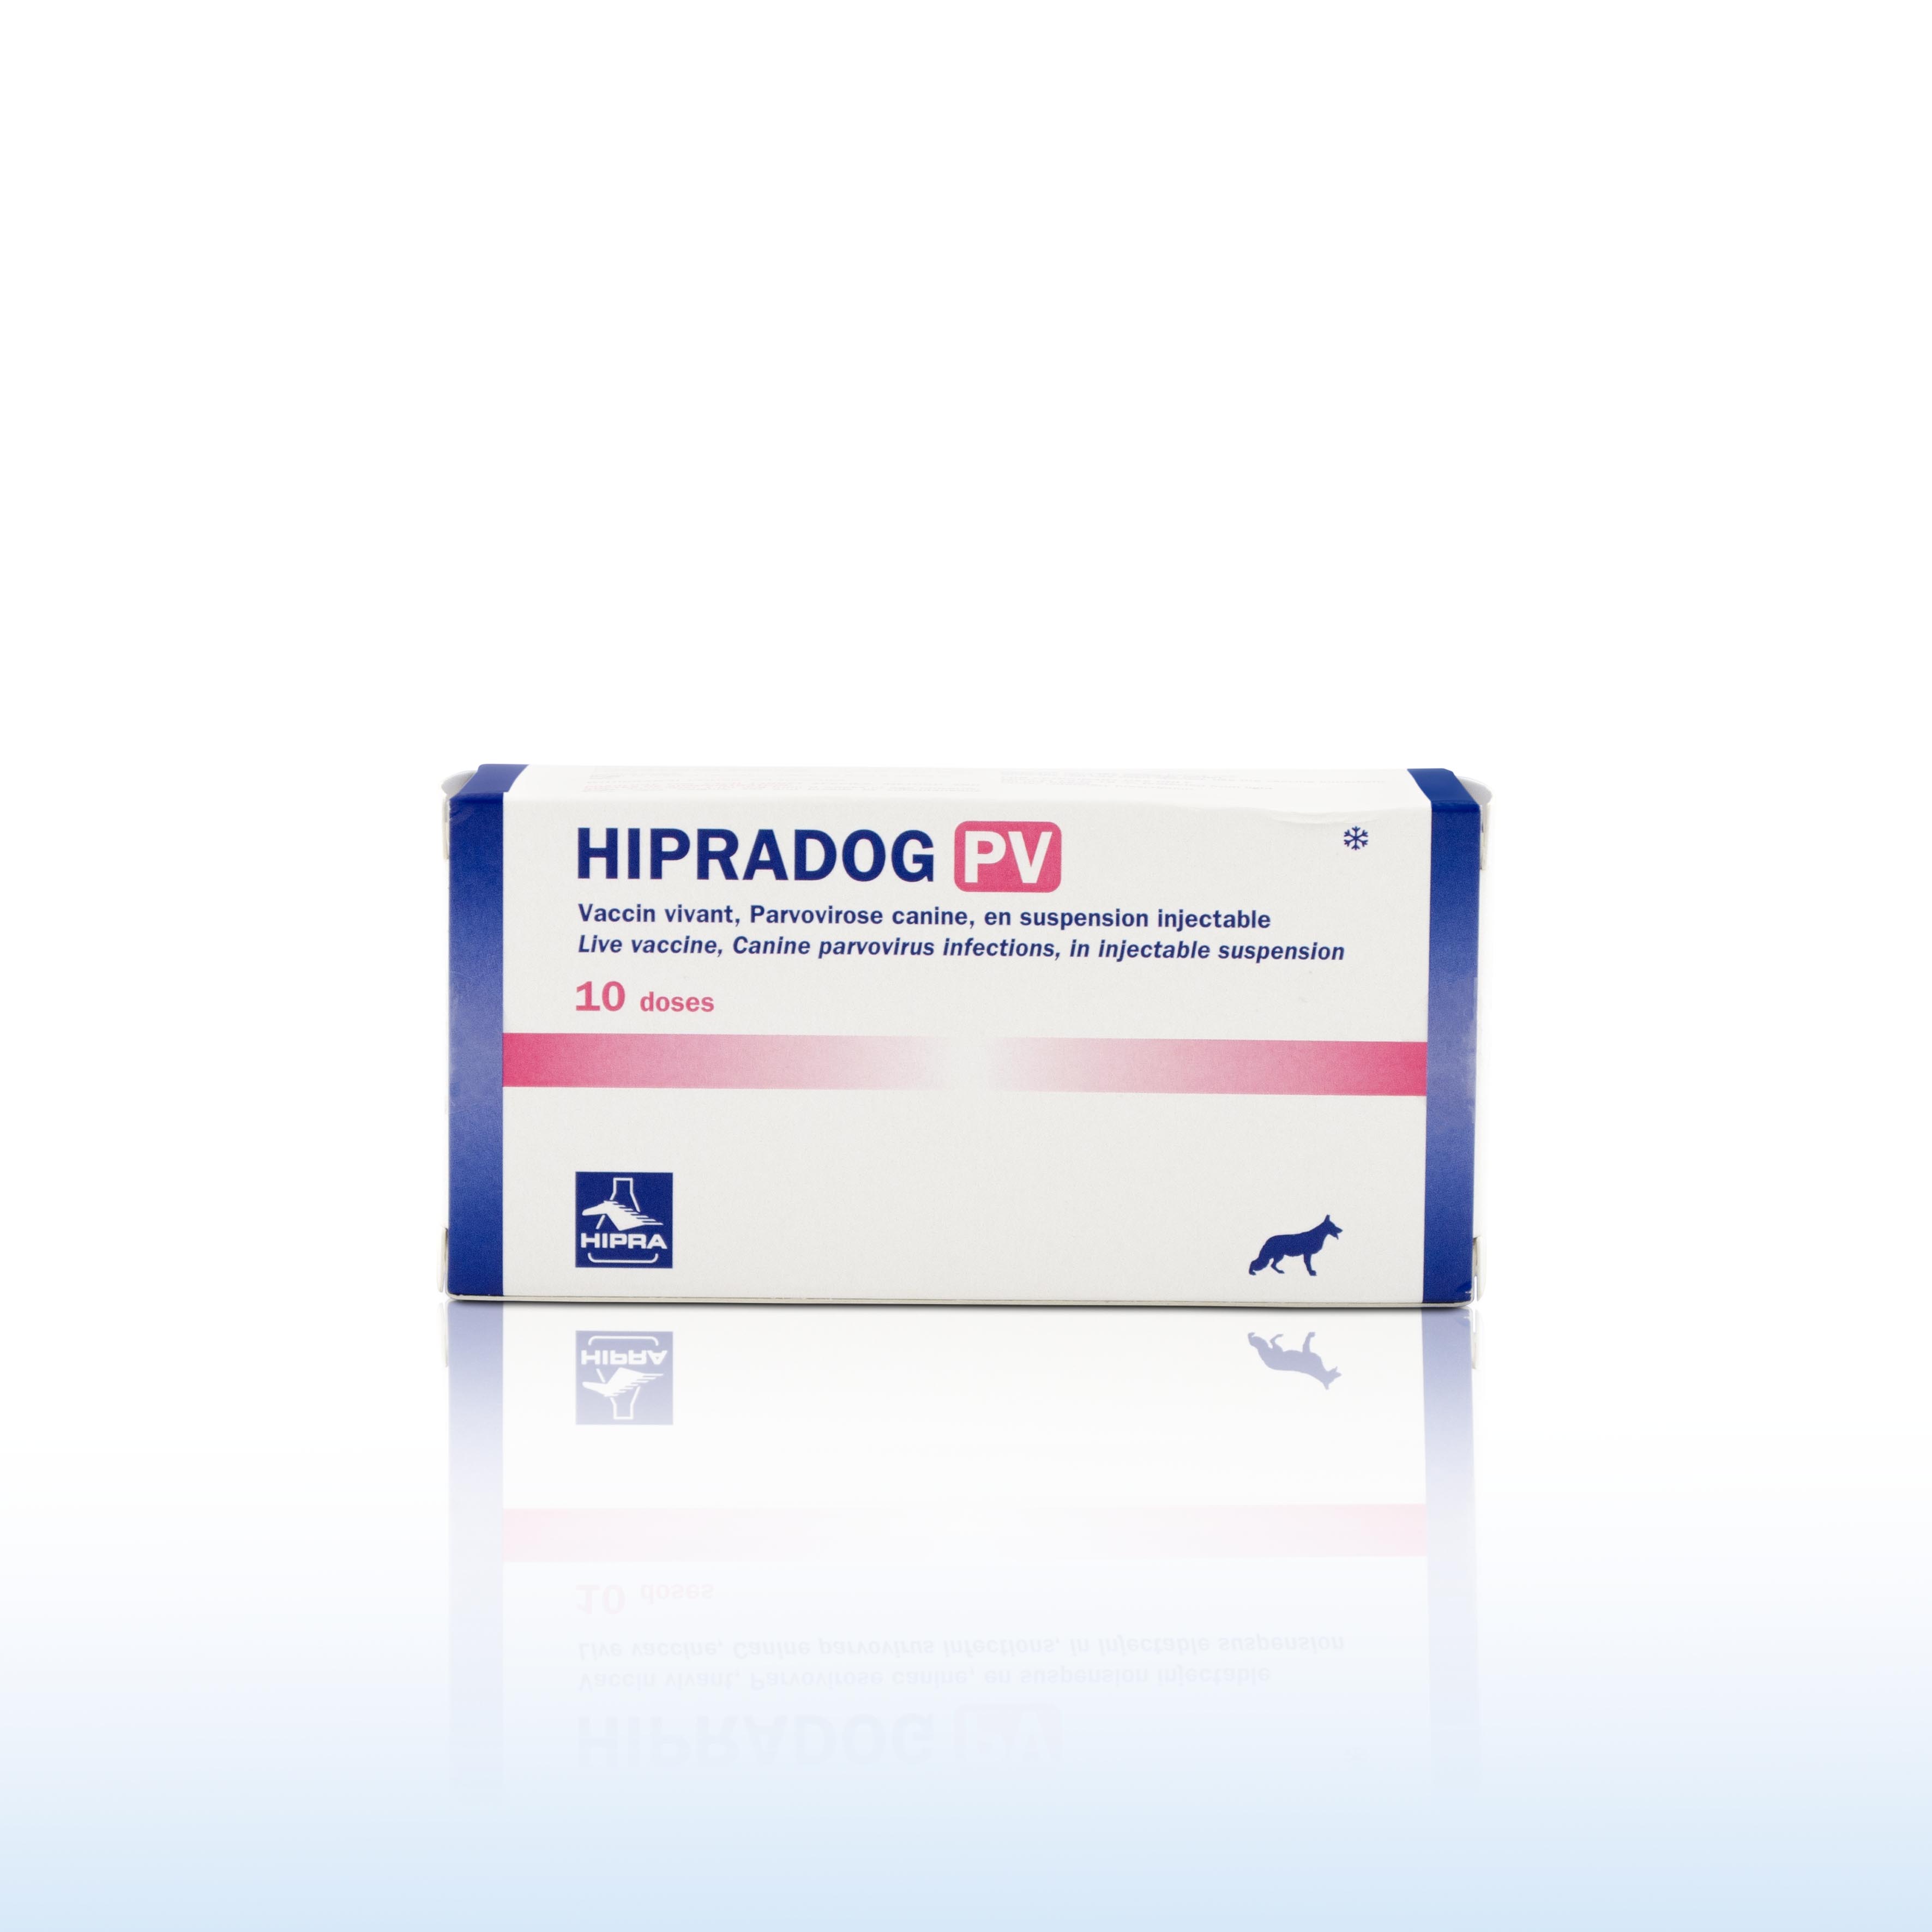 HIPRADOG PV
Vaccin vivant, Parvovirose canine, en suspension injectable
Live vaccine, Canine parvovirus infections, in injectable suspension
10 doses
HIPRA